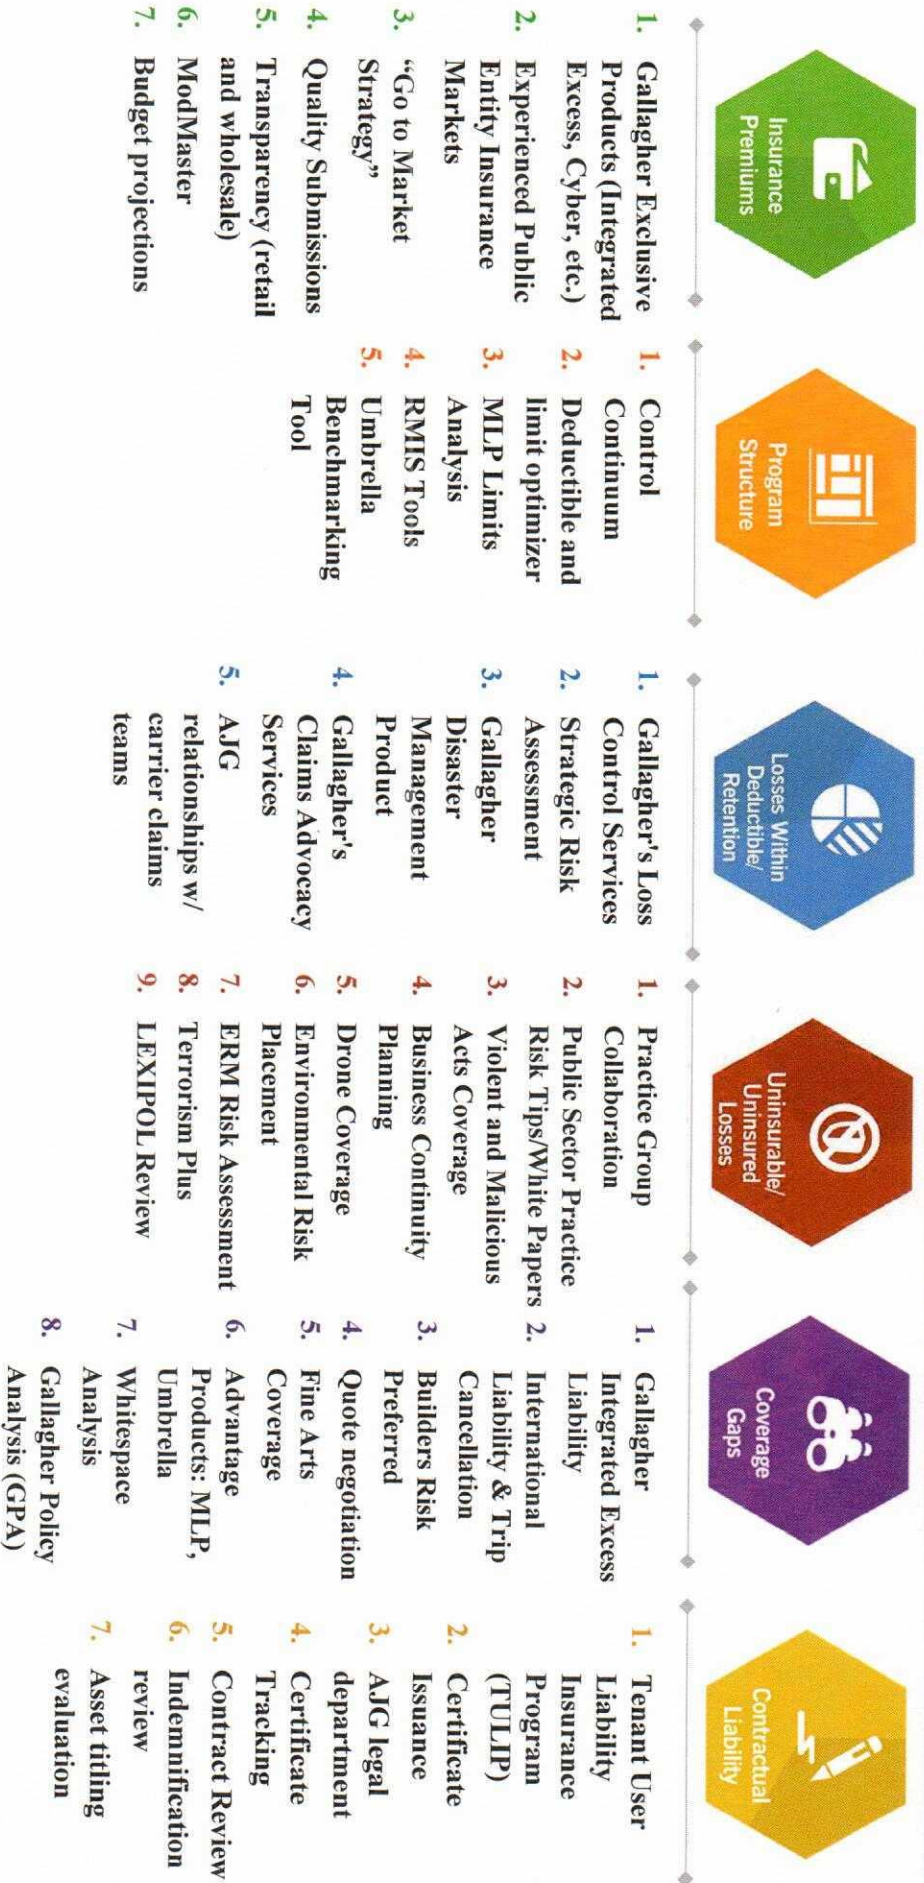 Insurance
Premiums
1. Gallagher Exclusive
Products (Integrated
Excess, Cyber, etc.)
2. Experienced Public
Entity Insurance
Markets
3. “Go to Market
Strategy”
4. Quality Submissions
5. Transparency (retail
and wholesale)
6. ModMaster
7. Budget projections
Program
Structure
1. Control
Continuum
2. Deductible and
limit optimizer
3. MLP Limits
Analysis
4. RMIS Tools
5. Umbrella
Benchmarking
Tool
Losses Within
Deductible/
Retention
1. Gallagher's Loss
Control Services
2. Strategic Risk
Assessment
3. Gallagher
Disaster
Management
Product
4. Gallagher's
Claims Advocacy
Services
5. AJG
relationships w/
carrier claims
teams
Uninsurable/
Uninsured
Losses
1. Practice Group
Collaboration
2. Public Sector Practice
Risk Tips/White Papers
3. Violent and Malicious
Acts Coverage
4. Business Continuity
Planning
5. Drone Coverage
6. Environmental Risk
Placement
7. ERM Risk Assessment
8. Terrorism Plus
9. LEXIPOL Review
Coverage
Gaps
1. Gallagher
Integrated Excess
Liability
2. International
Liability & Trip
Cancellation
3. Builders Risk
Preferred
4. Quote negotiation
5. Fine Arts
Coverage
6. Advantage
Products: MLP,
Umbrella
7. Whitespace
Analysis
8. Gallagher Policy
Analysis (GPA)
Contractual
Liability
1. Tenant User
Liability
Insurance
Program
(TULIP)
2. Certificate
Issuance
3. AJG legal
department
4. Certificate
Tracking
5. Contract Review
6. Indemnification
review
7. Asset titling
evaluation